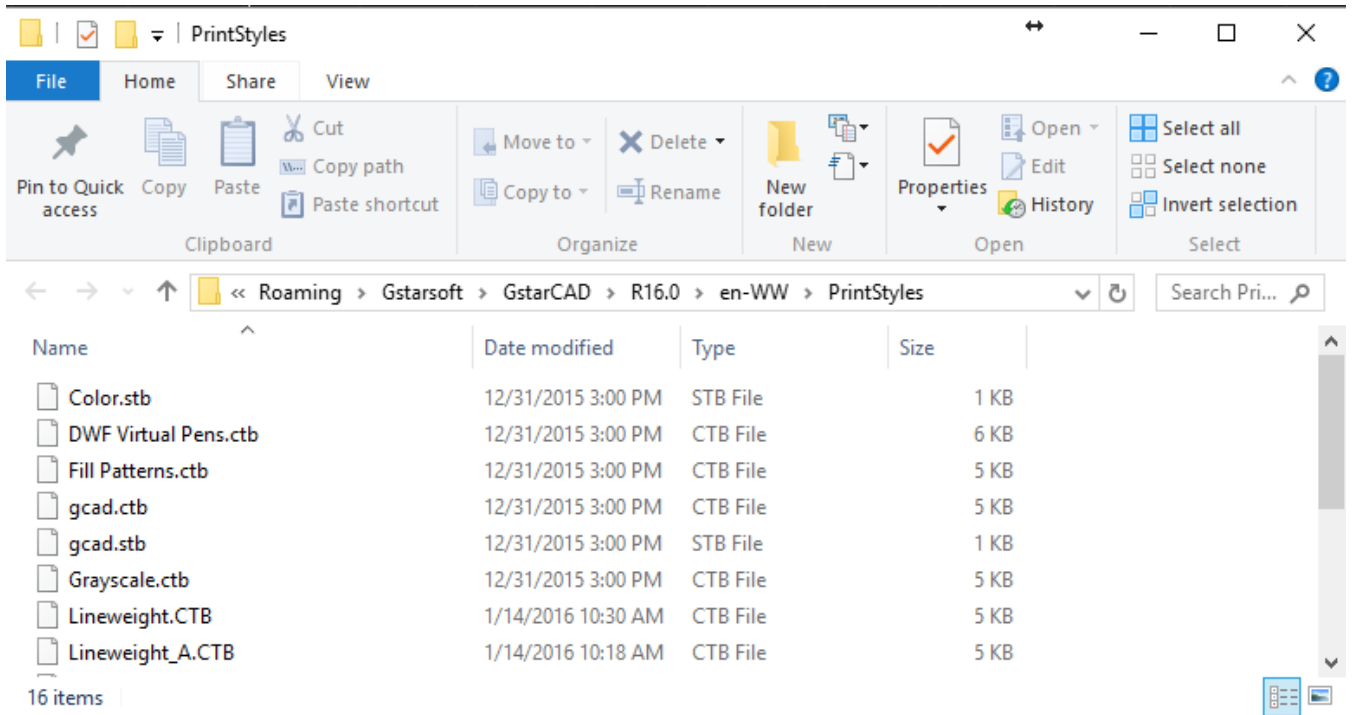 PrintStyles
File Home Share View
Pin to Quick access
Copy
Paste
Cut
Copy path
Paste shortcut
Clipboard
Move to
Copy to
Delete
Rename
Organize
New folder
New
Properties
Open
Edit
History
Open
Select all
Select none
Invert selection
Select
« Roaming > Gstarsoft > GstarCAD > R16.0 > en-WW > PrintStyles
Search Pri...
Name Date modified Type Size
Color.stb 12/31/2015 3:00 PM STB File 1 KB
DWF Virtual Pens.ctb 12/31/2015 3:00 PM CTB File 6 KB
Fill Patterns.ctb 12/31/2015 3:00 PM CTB File 5 KB
gcad.ctb 12/31/2015 3:00 PM CTB File 5 KB
gcad.stb 12/31/2015 3:00 PM STB File 1 KB
Grayscale.ctb 12/31/2015 3:00 PM CTB File 5 KB
Lineweight.CTB 1/14/2016 10:30 AM CTB File 5 KB
Lineweight_A.CTB 1/14/2016 10:18 AM CTB File 5 KB
16 items